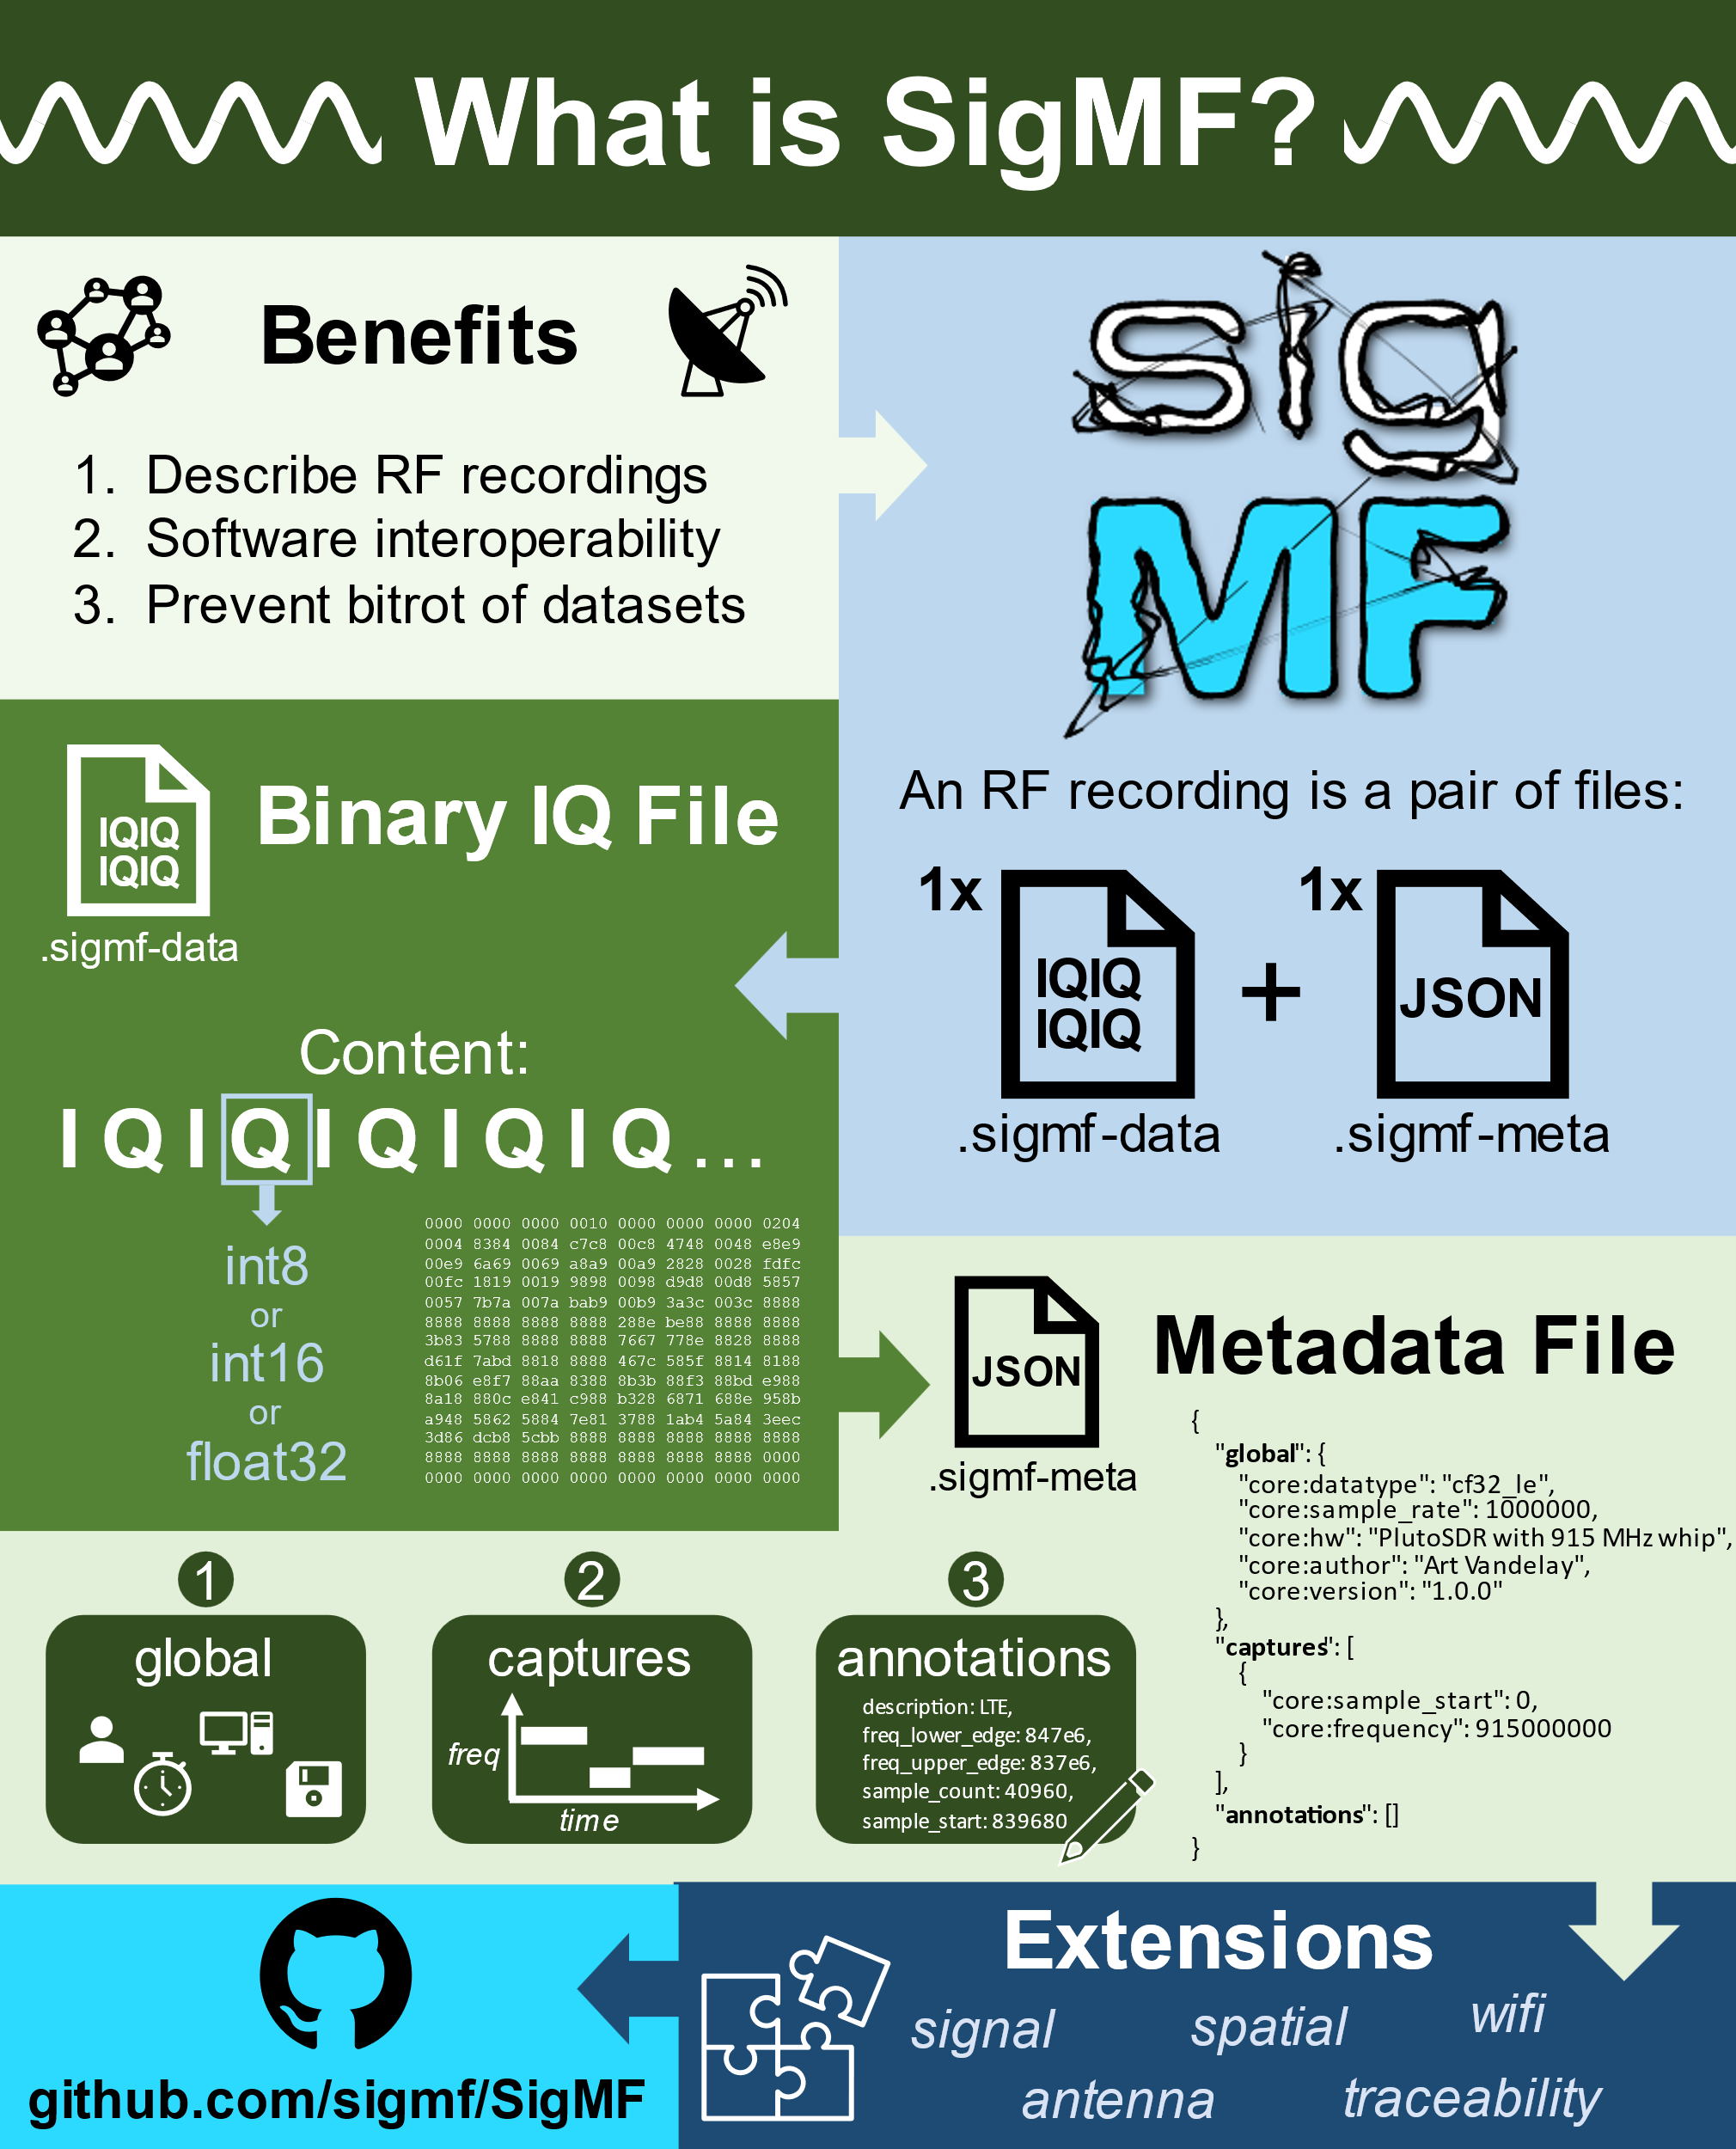 What is SigMF?
Benefits
1. Describe RF recordings
2. Software interoperability
3. Prevent bitrot of datasets
sig
MF
An RF recording is a pair of files:
1x
IQIQ
IQIQ
.sigmf-data
+
1x
JSON
.sigmf-meta
IQIQ
IQIQ
.sigmf-data
Binary IQ File
Content:
I Q I Q I Q I Q I Q ...
int8
or
int16
or
float32
0000 0000 0000 0010 0000 0000 0000 0204
0004 8384 0084 c7c8 00c8 4748 0048 e8e9
00e9 6a69 0069 a8a9 00a9 2828 0028 fdfc
00fc 1819 0019 9898 0098 d9d8 00d8 5857
0057 7b7a 007a bab9 00b9 3a3c 003c 8888
8888 8888 8888 8888 288e be88 8888 8888
3b83 5788 8888 8888 7667 778e 8828 8888
d61f 7abd 8818 8888 467c 585f 8814 8188
8b06 e8f7 88aa 8388 8b3b 88f3 88bd e988
8a18 880c e841 c988 b328 6871 688e 958b
a948 5862 5884 7e81 3788 1ab4 5a84 3eec
3d86 dcb8 5cbb 8888 8888 8888 8888 8888
8888 8888 8888 8888 8888 8888 8888 0000
0000 0000 0000 0000 0000 0000 0000 0000
JSON
.sigmf-meta
Metadata File
{
"global": {
"core:datatype": "cf32_le",
"core:sample_rate": 1000000,
"core:hw": "PlutoSDR with 915 MHz whip",
"core:author": "Art Vandelay",
"core:version": "1.0.0"
},
"captures": [
{
"core:sample_start": 0,
"core:frequency": 915000000
}
],
"annotations": []
}
1
global
2
captures
freq
time
3
annotations
description: LTE,
freq_lower_edge: 847e6,
freq_upper_edge: 837e6,
sample_count: 40960,
sample_start: 839680
Extensions
signal
spatial
wifi
antenna
traceability
github.com/sigmf/SigMF